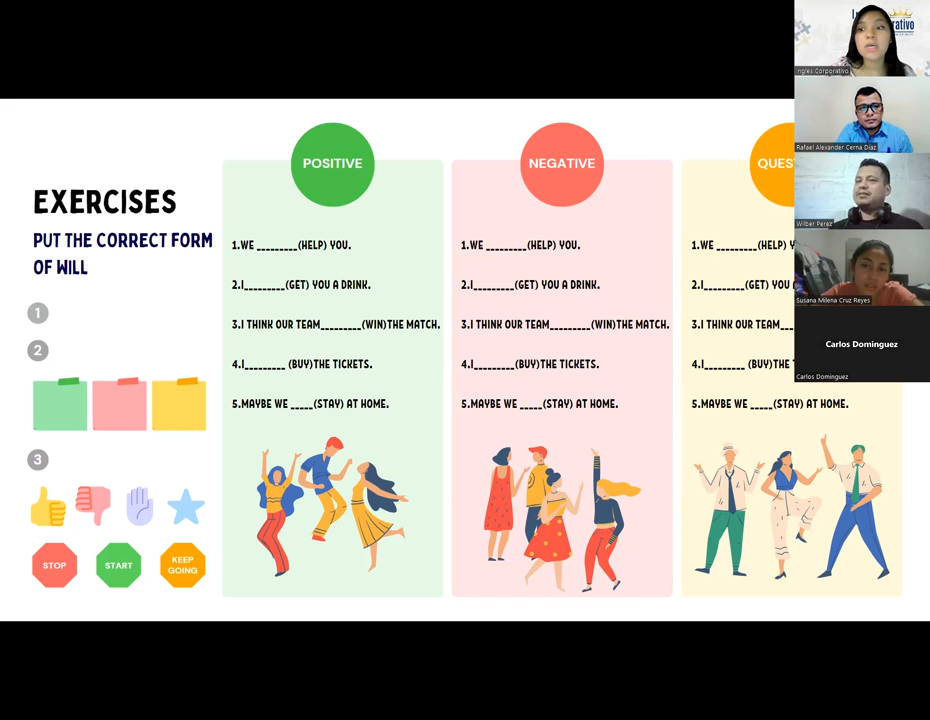 EXERCISES
PUT THE CORRECT FORM
OF WILL
1
2
3
STOP
START
KEEP
GOING
POSITIVE
1.WE ________(HELP) YOU.
2.I________(GET) YOU A DRINK.
3.I THINK OUR TEAM________(WIN)THE MATCH.
4.I________ (BUY)THE TICKETS.
5.MAYBE WE _____(STAY) AT HOME.
NEGATIVE
1.WE ________(HELP) YOU.
2.I________(GET) YOU A DRINK.
3.I THINK OUR TEAM________(WIN)THE MATCH.
4.I________(BUY)THE TICKETS.
5.MAYBE WE _____(STAY) AT HOME.
1.WE ________(HELP)
2.I________(GET) YOU
3.I THINK OUR TEAM
4.I________ (BUY)THE
5.MAYBE WE _____(STAY) AT HOME.
Ingles Corporativo
Rafael Alexander Cerna Diaz
Wilber Perez
Susana Milena Cruz Reyes
Carlos Dominguez
Carlos Dominguez